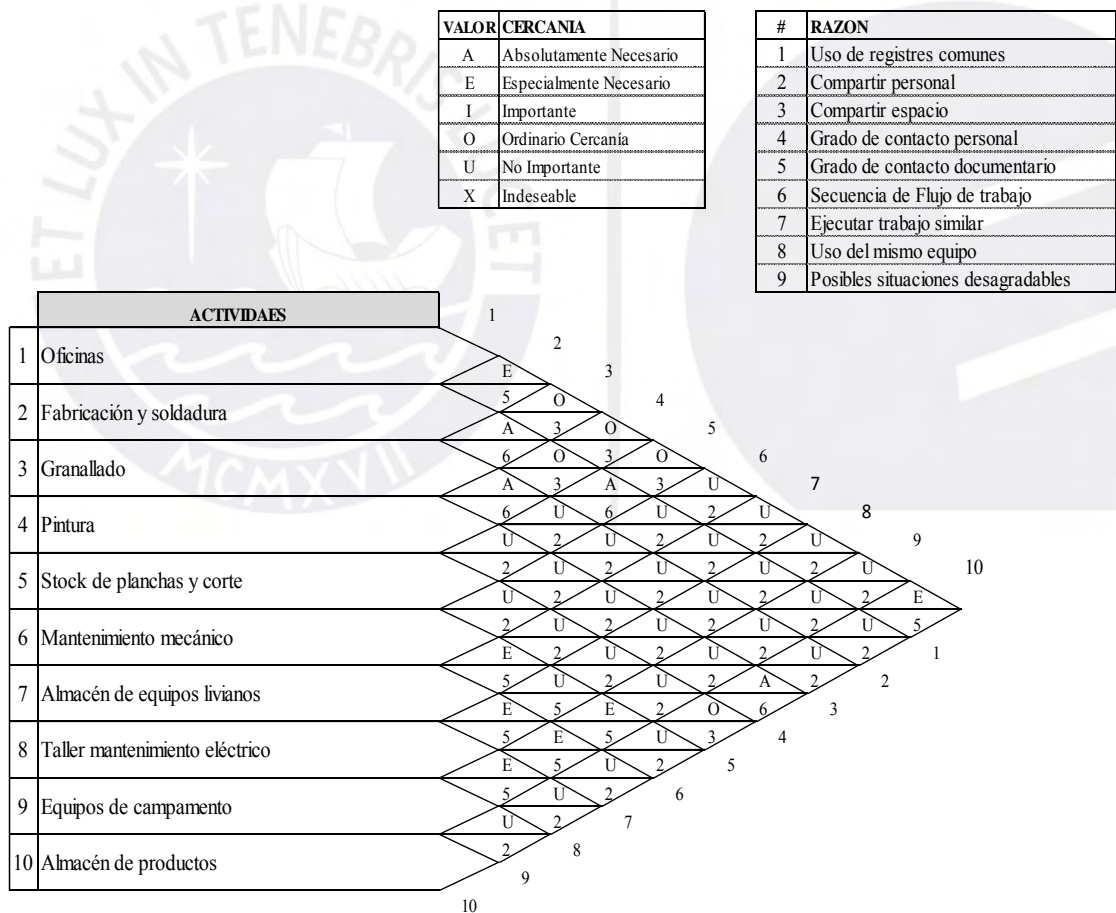 ET LUX IN TENEBRIS LUCET
MCMXVII
VALOR CERCANIA
A Absolutamente Necesario
E Especialmente Necesario
I Importante
O Ordinario Cercanía
U No Importante
X Indeseable
# RAZON
1 Uso de registres comunes
2 Compartir personal
3 Compartir espacio
4 Grado de contacto personal
5 Grado de contacto documentario
6 Secuencia de Flujo de trabajo
7 Ejecutar trabajo similar
8 Uso del mismo equipo
9 Posibles situaciones desagradables
ACTIVIDAES
1 Oficinas
2 Fabricación y soldadura
3 Granallado
4 Pintura
5 Stock de planchas y corte
6 Mantenimiento mecánico
7 Almacén de equipos livianos
8 Taller mantenimiento eléctrico
9 Equipos de campamento
10 Almacén de productos
1
2
E 3
5 O 4
A 3 O 5
6 O 3 O 6
A 3 A 3 U 7
6 U 6 U 2 U 8
U 2 U 2 U 2 U 9
2 U 2 U 2 U 2 U 10
U 2 U 2 U 2 U 2 E
2 U 2 U 2 U 2 U 5
E 2 U 2 U 2 U 2 1
5 U 2 U 2 A 2 2
E 5 E 2 O 6 3
5 E 5 U 3 4
E 5 U 2 5
5 U 2 6
U 2 7
2 8
9
10